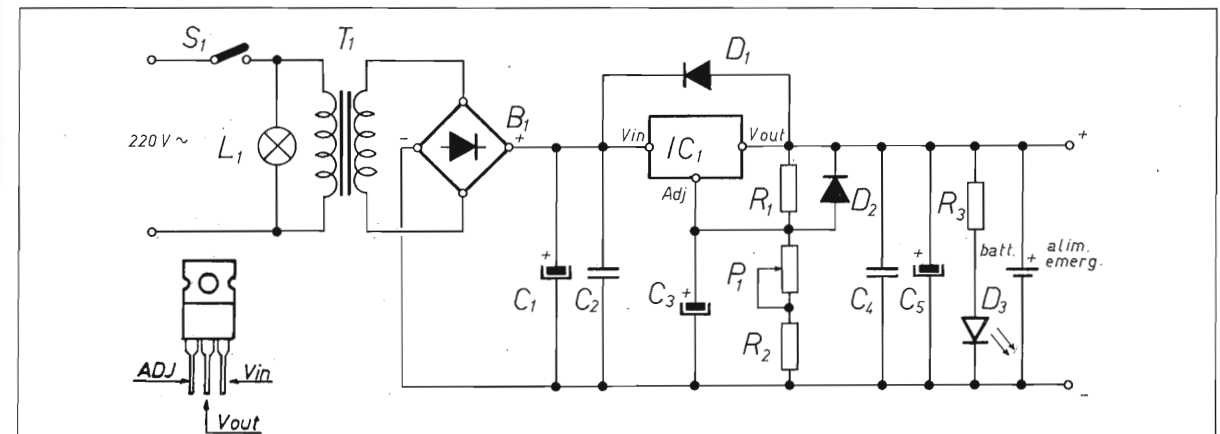 S1
T1
D1
220 V ~
L1
- B1 +
Vin IC1 Vout
Adj
R1
D2
R3
batt.
alim.
emerg.
+
+
C1
C2
C3 +
P1
R2
C4
+
C5
D3
+
-
ADJ
Vin
Vout